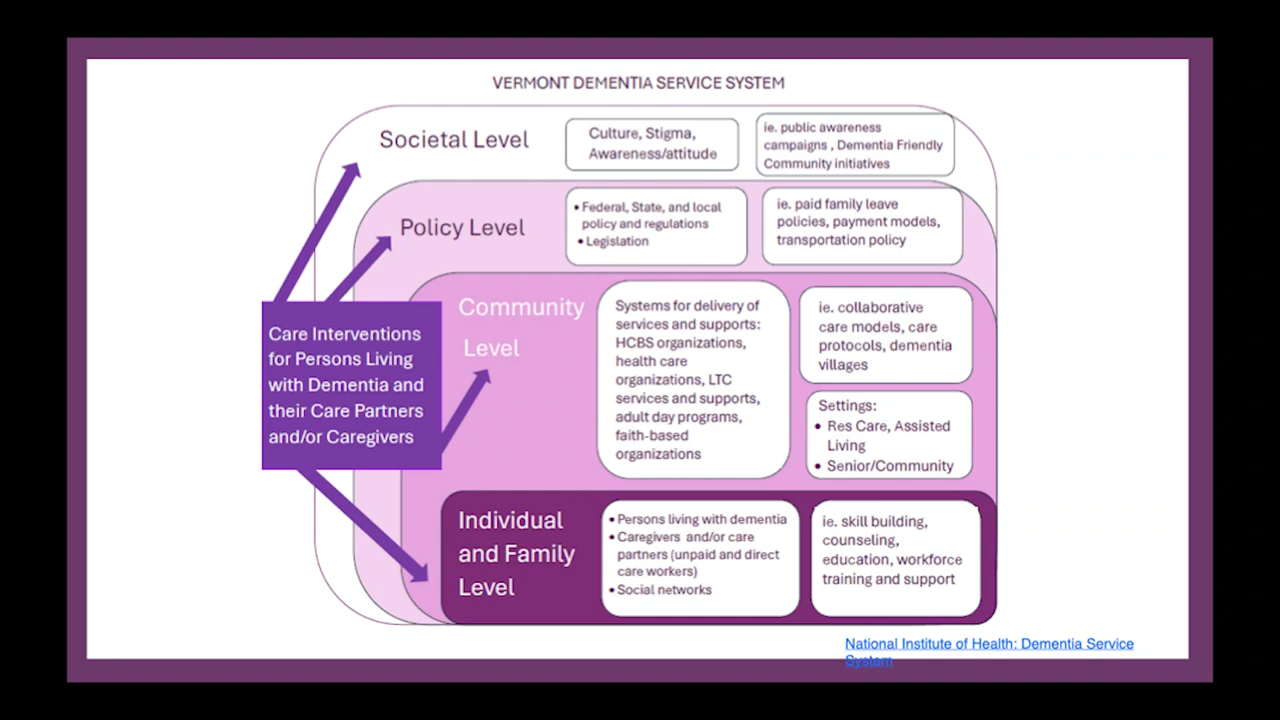 VERMONT DEMENTIA SERVICE SYSTEM
Societal Level
Culture, Stigma,
Awareness/attitude
ie. public awareness
campaigns , Dementia Friendly
Community initiatives
Policy Level
• Federal, State, and local
policy and regulations
• Legislation
ie. paid family leave
policies, payment models,
transportation policy
Care Interventions
for Persons Living
with Dementia and
their Care Partners
and/or Caregivers
Community
Level
Systems for delivery of
services and supports:
HCBS organizations,
health care
organizations, LTC
services and supports,
adult day programs,
faith-based
organizations
ie. collaborative
care models, care
protocols, dementia
villages
Settings:
• Res Care, Assisted
Living
• Senior/Community
Individual
and Family
Level
• Persons living with dementia
• Caregivers and/or care
partners (unpaid and direct
care workers)
• Social networks
ie. skill building,
counseling,
education, workforce
training and support
National Institute of Health: Dementia Service
System